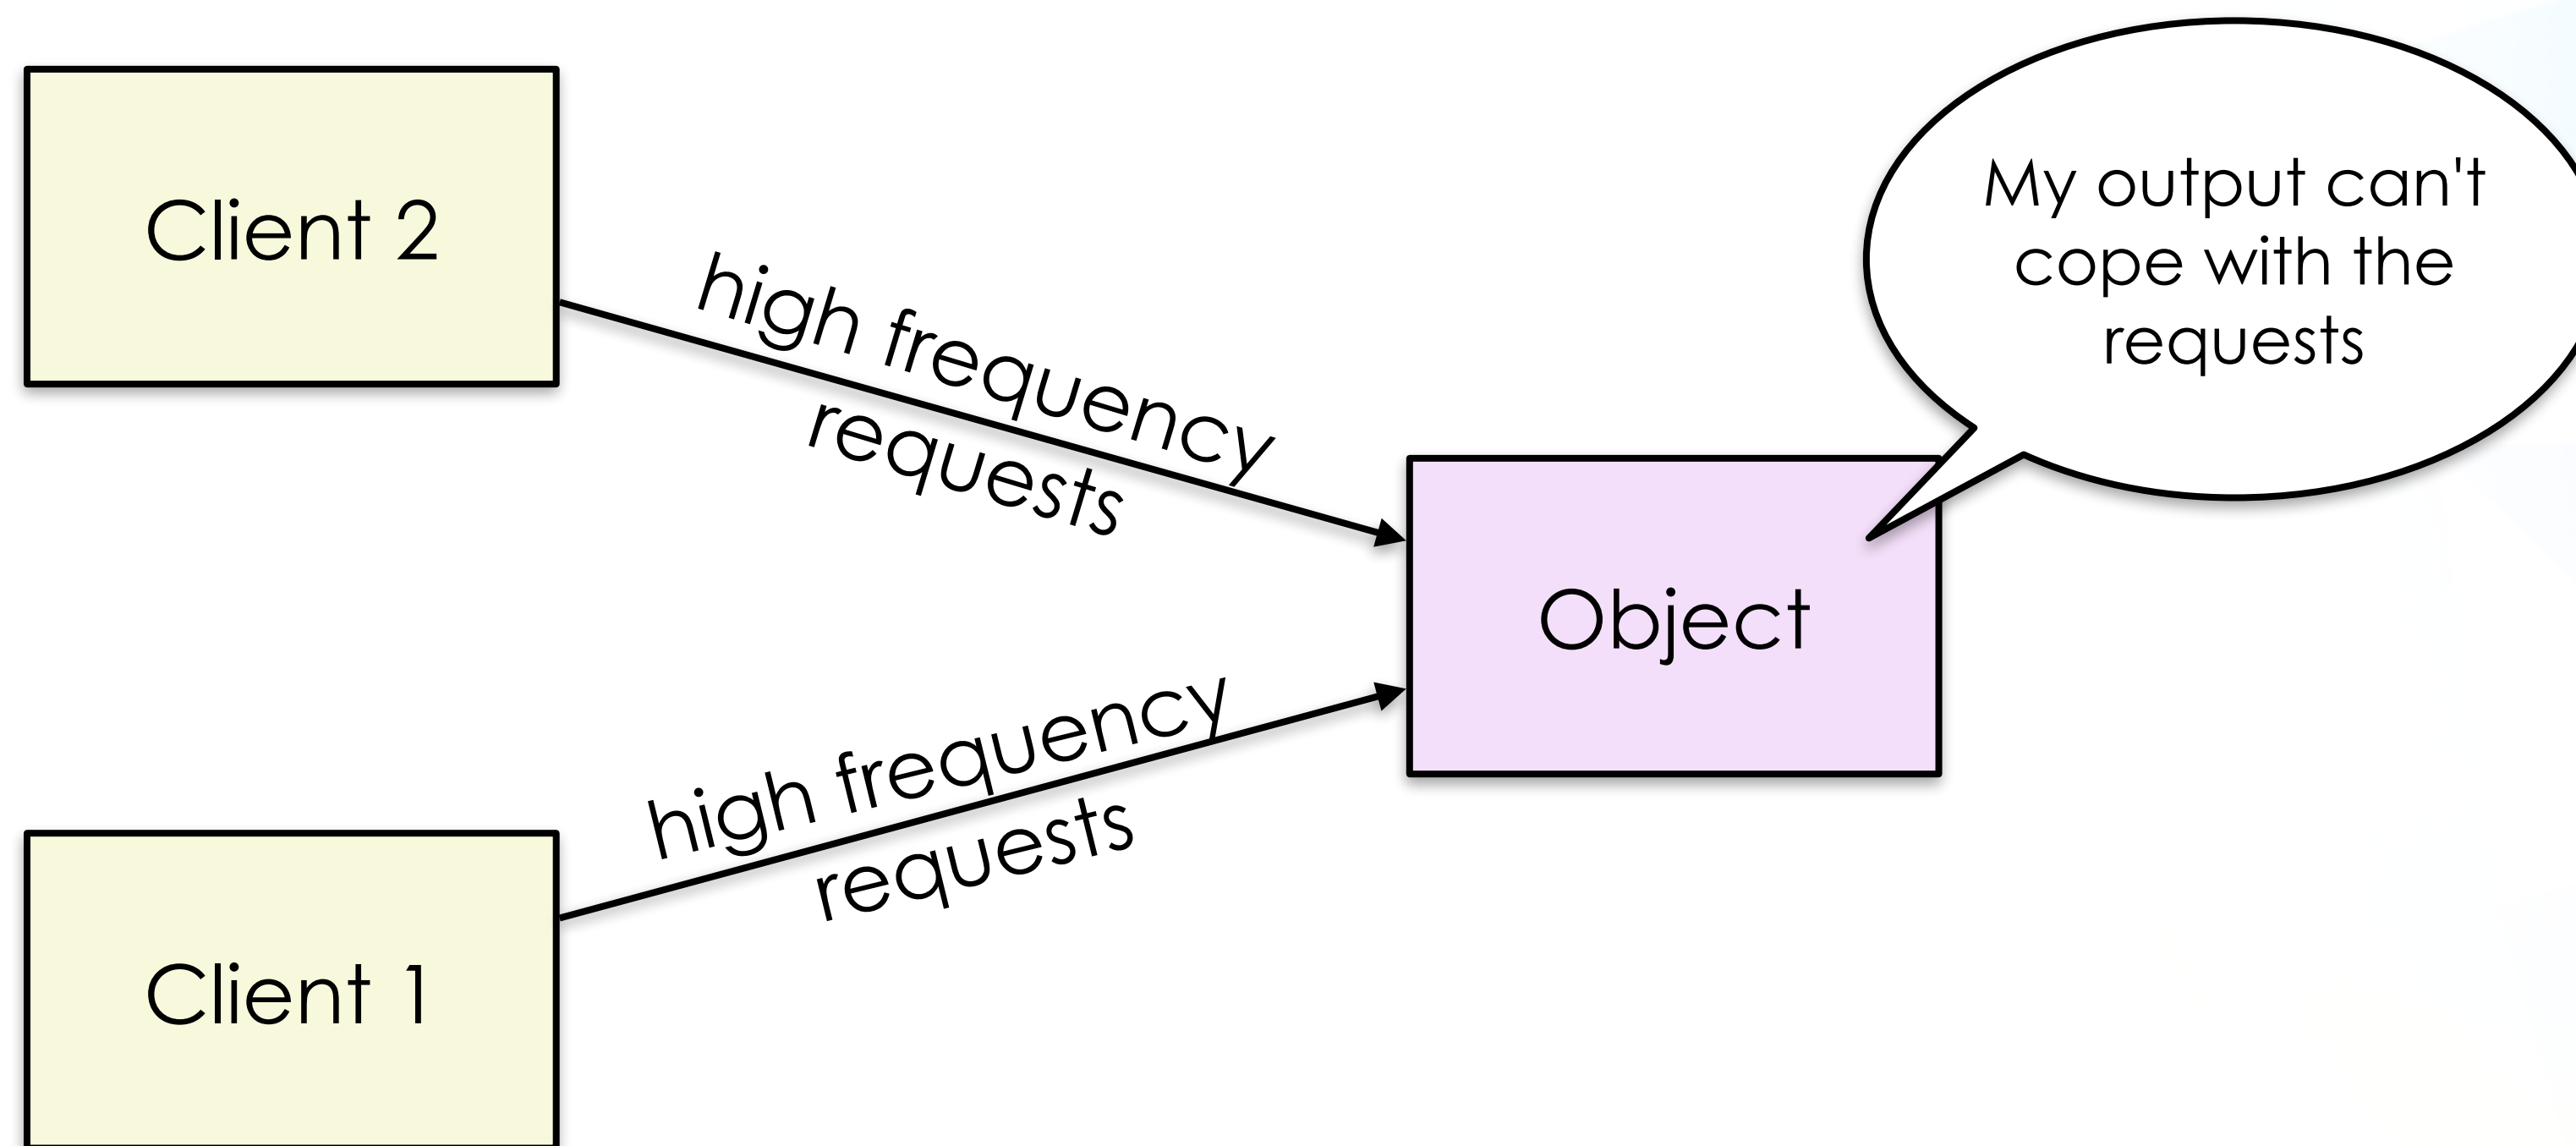 Client 2
high frequency
requests
My output can't
cope with the
requests
Object
high frequency
requests
Client 1